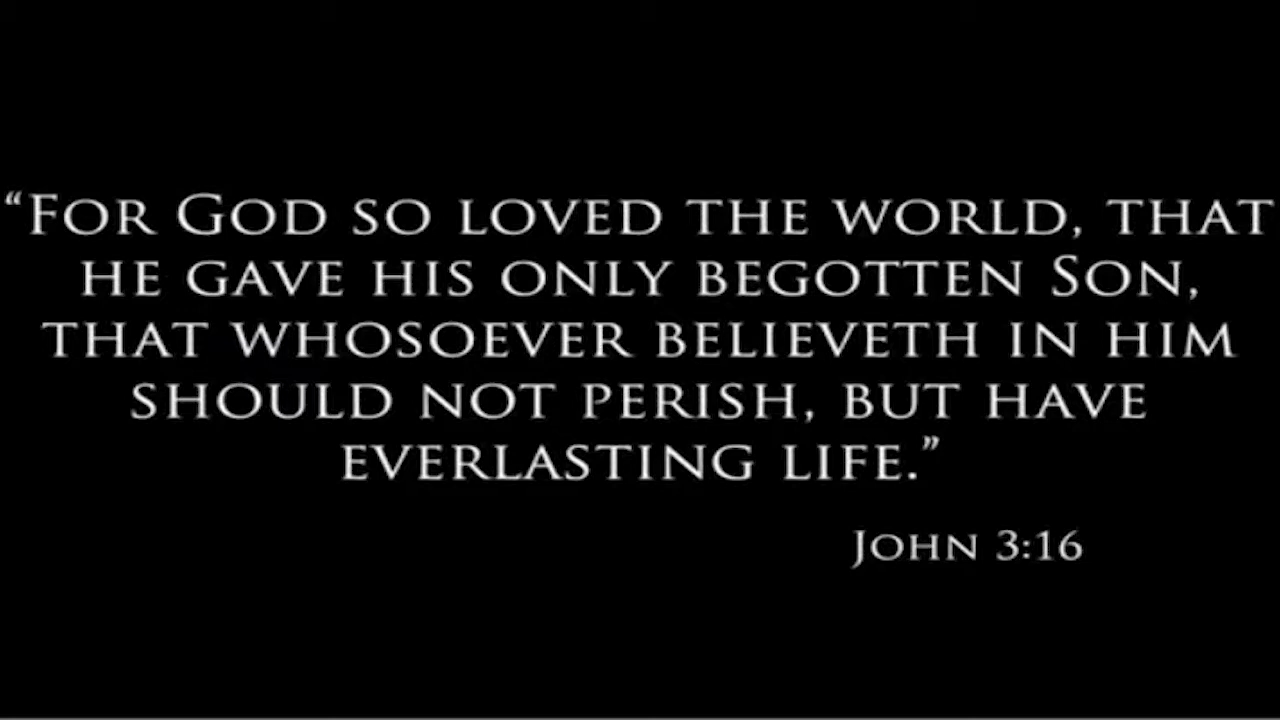 “For God so loved the world, that
he gave his only begotten Son,
that whosoever believeth in him
should not perish, but have
everlasting life.”
John 3:16